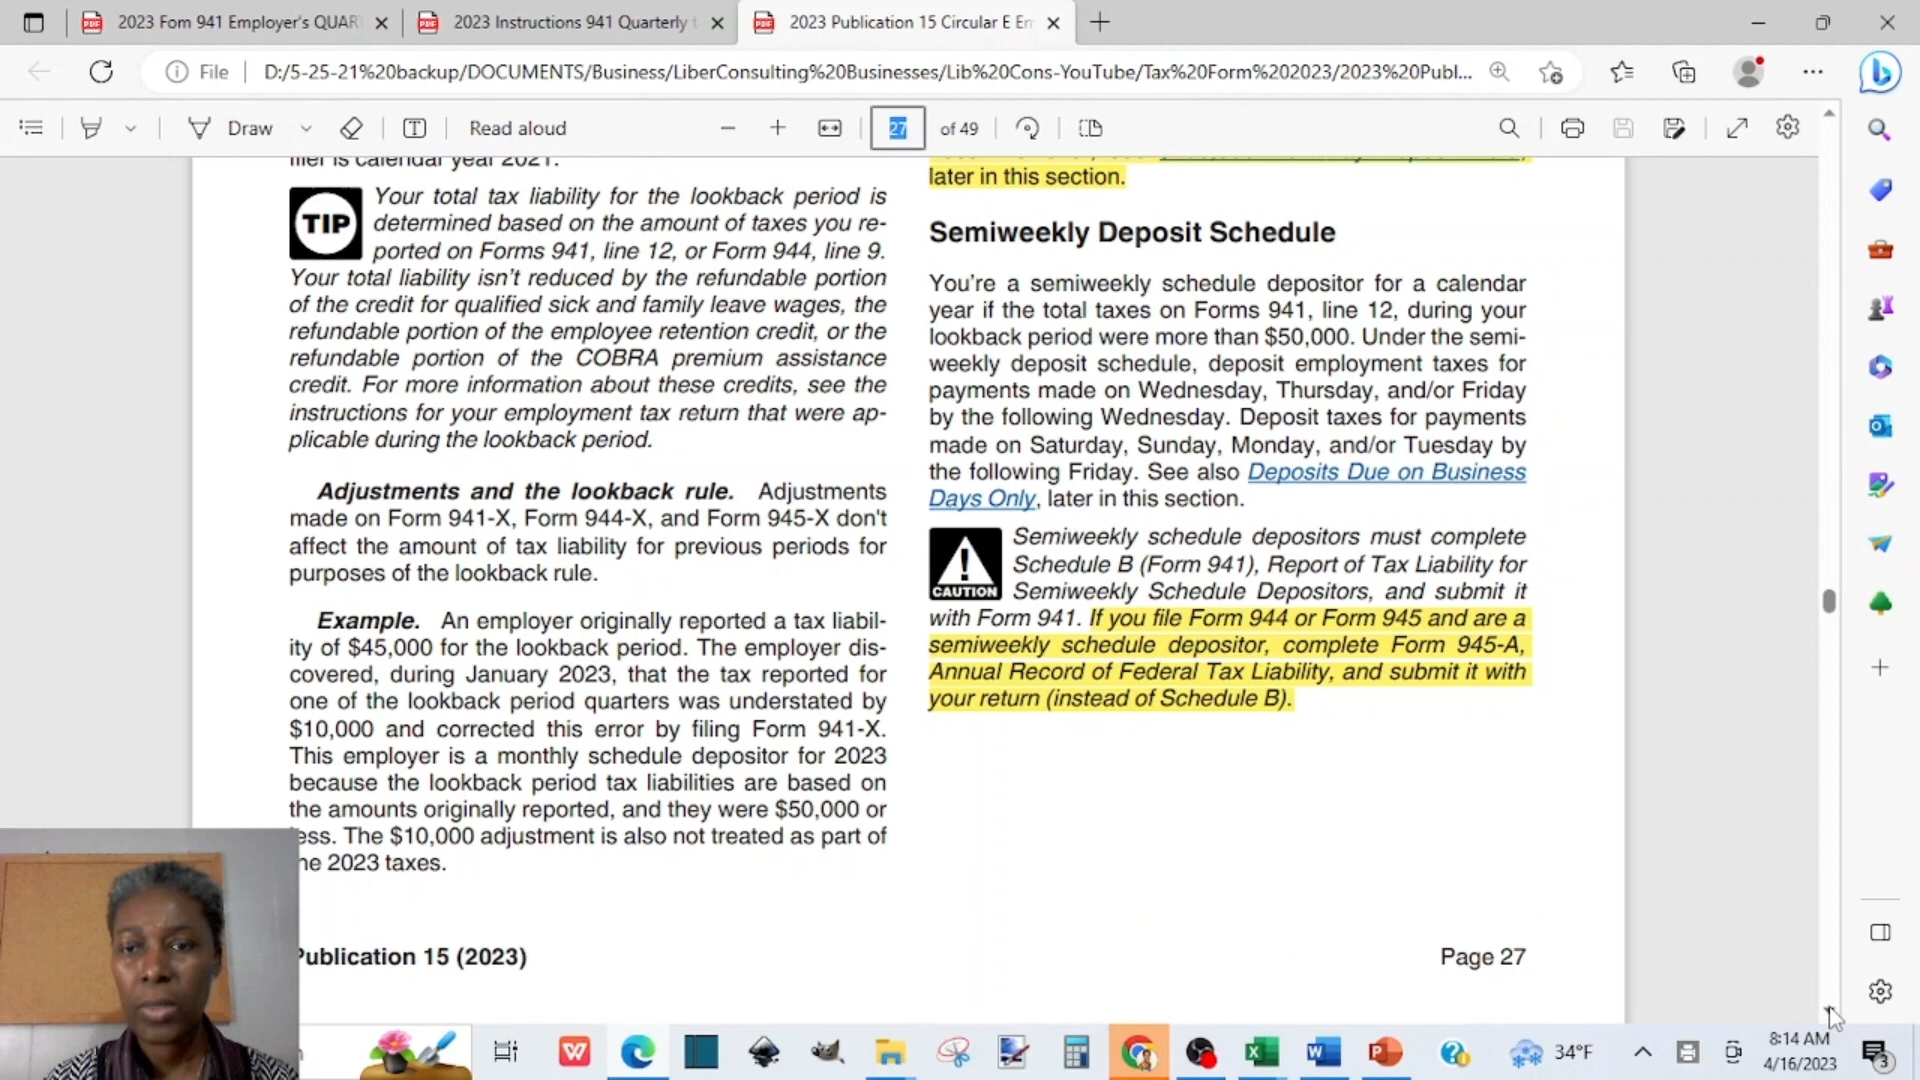 2023 Fom 941 Employer's QUAR
2023 Instructions 941 Quarterly t
2023 Publication 15 Circular E Em
File
D:/5-25-21%20backup/DOCUMENTS/Business/LiberConsulting%20Businesses/Lib%20Cons-YouTube/Tax%20Form%202023/2023%20Publ...
Draw
Read aloud
27 of 49
filer is calendar year 2021.
TIP
Your total tax liability for the lookback period is
determined based on the amount of taxes you re-
ported on Forms 941, line 12, or Form 944, line 9.
Your total liability isn't reduced by the refundable portion
of the credit for qualified sick and family leave wages, the
refundable portion of the employee retention credit, or the
refundable portion of the COBRA premium assistance
credit. For more information about these credits, see the
instructions for your employment tax return that were ap-
plicable during the lookback period.
Adjustments and the lookback rule. Adjustments
made on Form 941-X, Form 944-X, and Form 945-X don't
affect the amount of tax liability for previous periods for
purposes of the lookback rule.
Example. An employer originally reported a tax liabil-
ity of $45,000 for the lookback period. The employer dis-
covered, during January 2023, that the tax reported for
one of the lookback period quarters was understated by
$10,000 and corrected this error by filing Form 941-X.
This employer is a monthly schedule depositor for 2023
because the lookback period tax liabilities are based on
the amounts originally reported, and they were $50,000 or
ess. The $10,000 adjustment is also not treated as part of
he 2023 taxes.
later in this section.
Semiweekly Deposit Schedule
You're a semiweekly schedule depositor for a calendar
year if the total taxes on Forms 941, line 12, during your
lookback period were more than $50,000. Under the semi-
weekly deposit schedule, deposit employment taxes for
payments made on Wednesday, Thursday, and/or Friday
by the following Wednesday. Deposit taxes for payments
made on Saturday, Sunday, Monday, and/or Tuesday by
the following Friday. See also Deposits Due on Business
Days Only, later in this section.
CAUTION
Semiweekly schedule depositors must complete
Schedule B (Form 941), Report of Tax Liability for
Semiweekly Schedule Depositors, and submit it
with Form 941. If you file Form 944 or Form 945 and are a
semiweekly schedule depositor, complete Form 945-A,
Annual Record of Federal Tax Liability, and submit it with
your return (instead of Schedule B).
Publication 15 (2023)
Page 27
34°F
8:14 AM
4/16/2023
3